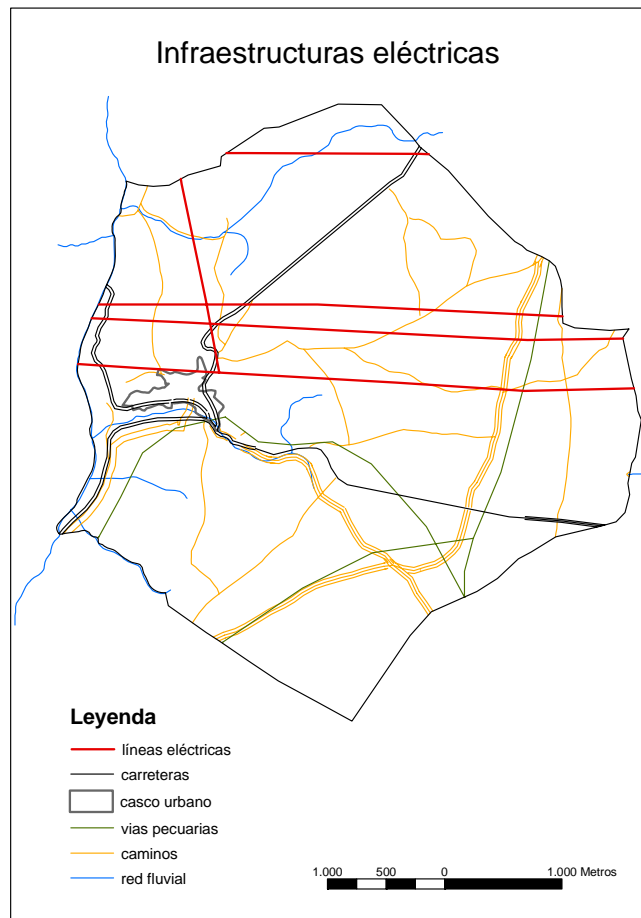 Infraestructuras eléctricas
Leyenda
líneas eléctricas
carreteras
casco urbano
vias pecuarias
caminos
red fluvial
1.000 500 0 1.000 Metros